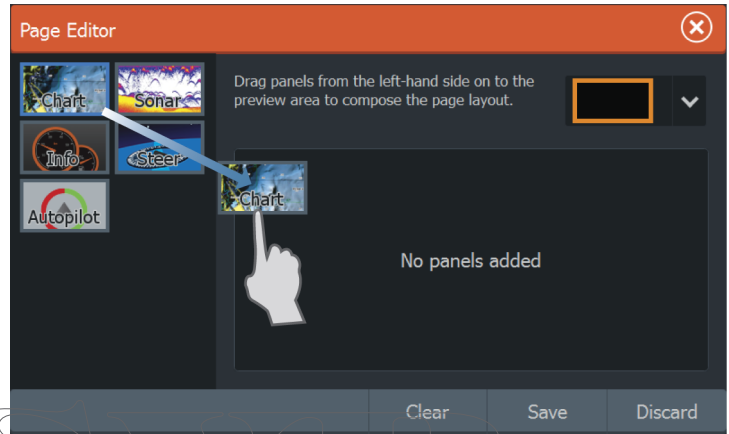 Page Editor
Chart
Sonar
Info
Steer
Autopilot
Drag panels from the left-hand side on to the
preview area to compose the page layout.
Chart
No panels added
Clear
Save
Discard